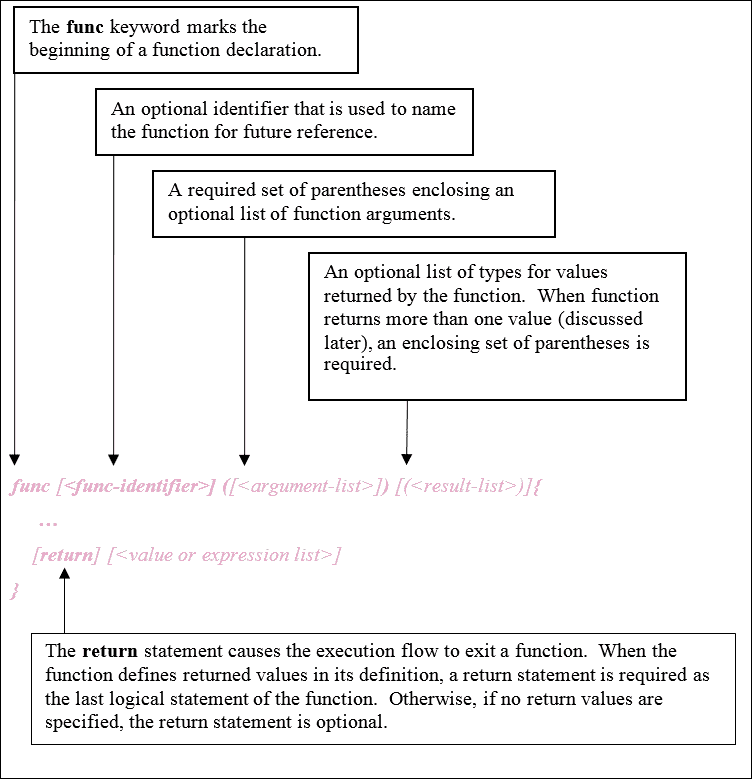 The func keyword marks the
beginning of a function declaration.
An optional identifier that is used to name
the function for future reference.
A required set of parentheses enclosing an
optional list of function arguments.
An optional list of types for values
returned by the function.  When function
returns more than one value (discussed
later), an enclosing set of parentheses is
required.
func [<func-identifier>] ([<argument-list>]) [(<result-list>)]{
...
[return] [<value or expression list>]
}
The return statement causes the execution flow to exit a function.  When the
function defines returned values in its definition, a return statement is required as
the last logical statement of the function.  Otherwise, if no return values are
specified, the return statement is optional.